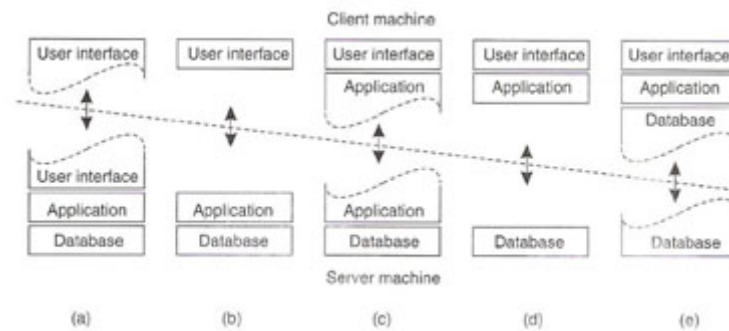 Client machine
User interface User interface User interface User interface User interface
Application Application Application
Database
User interface
Application Application Application
Database Database Database Database Database
Server machine
(a) (b) (c) (d) (e)